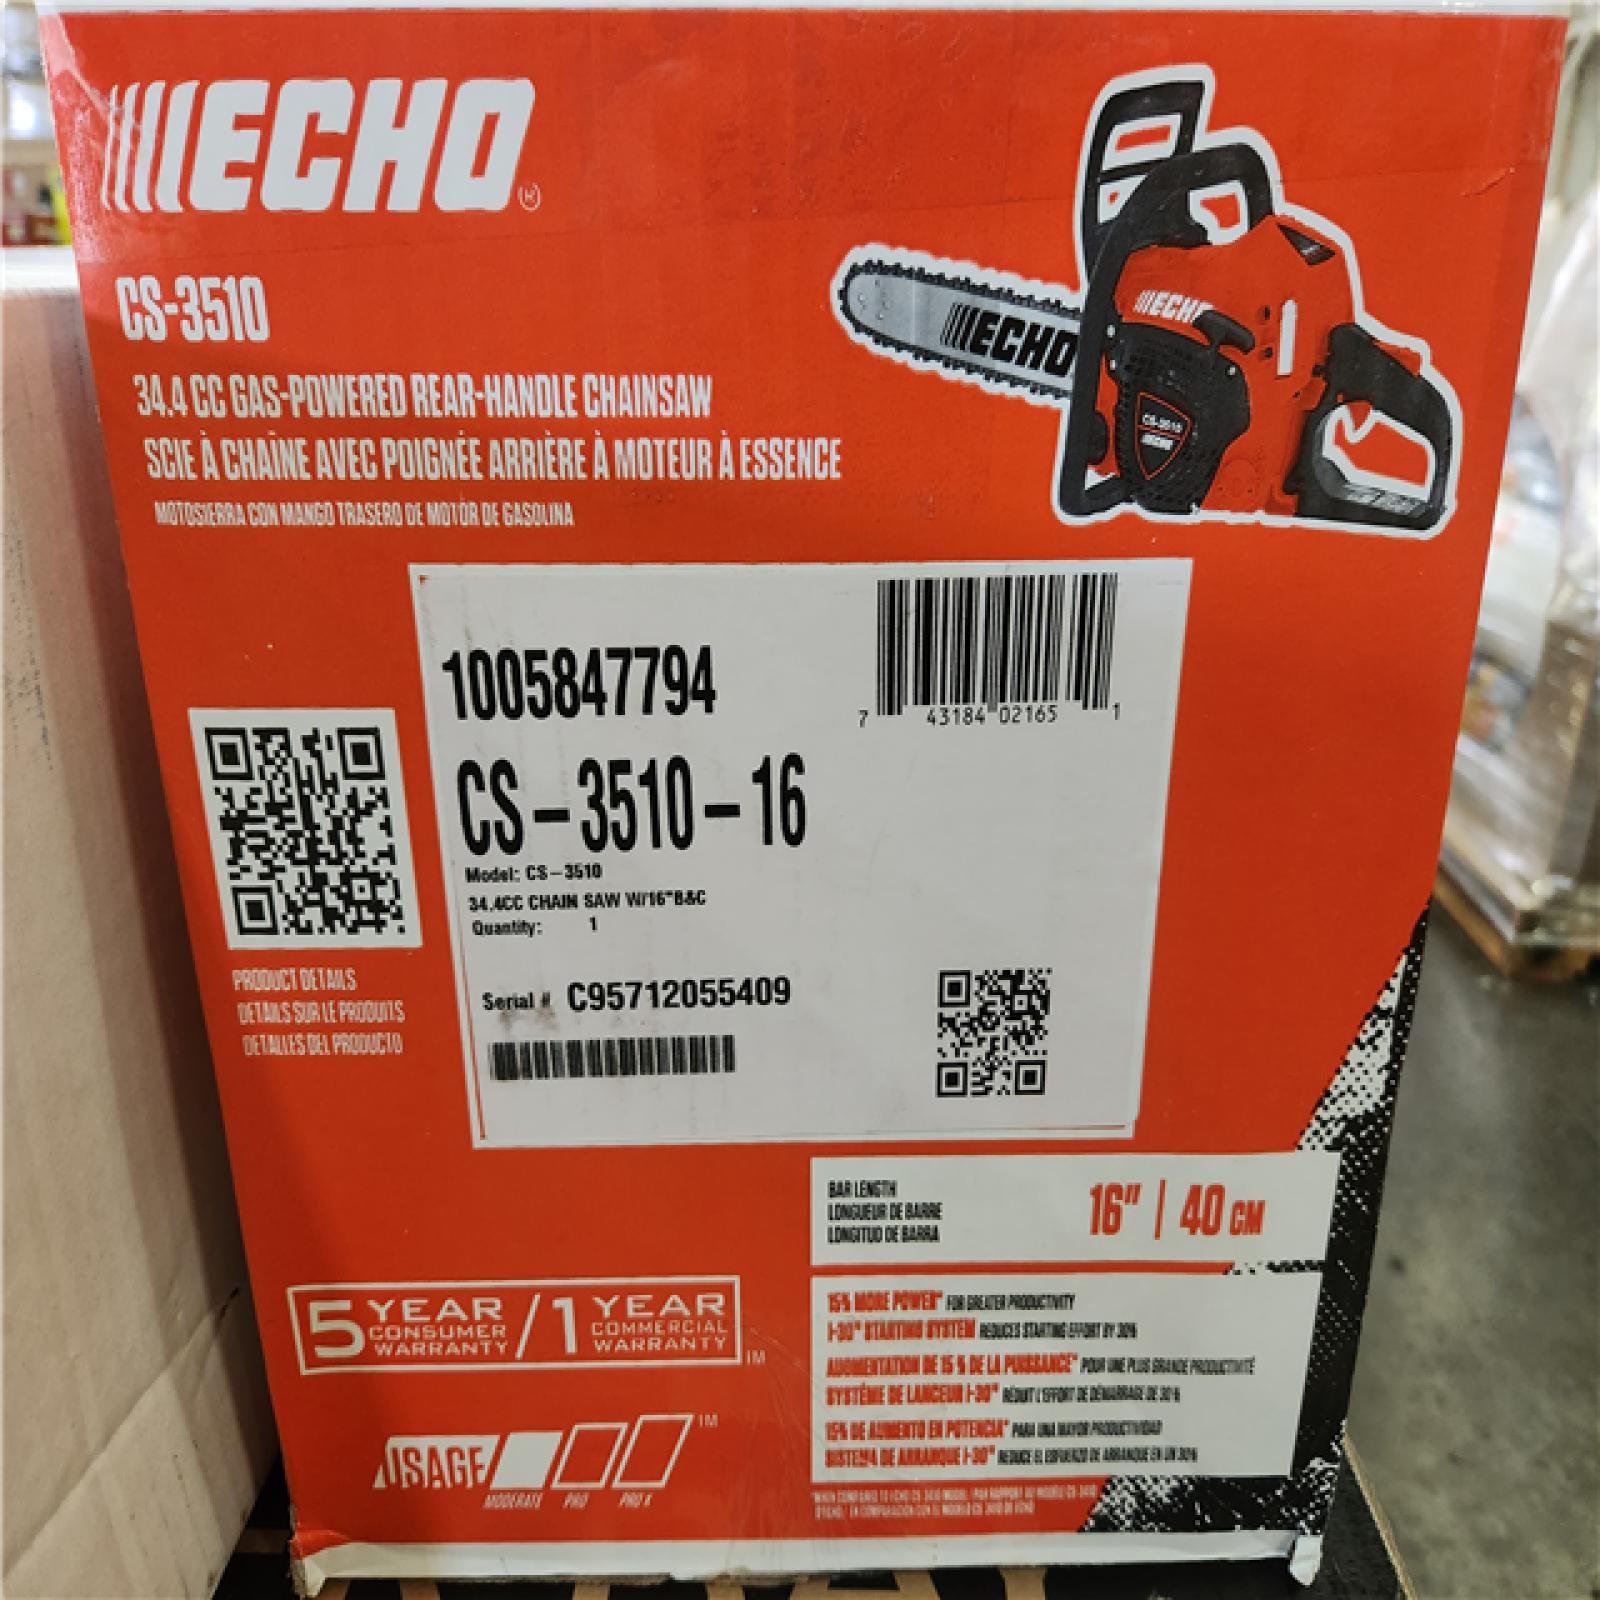 ECHO®
CS-3510
34.4 CC GAS-POWERED REAR-HANDLE CHAINSAW
SCIE À CHAÎNE AVEC POIGNÉE ARRIÈRE À MOTEUR À ESSENCE
MOTOSIERRA CON MANGO TRASERO DE MOTOR DE GASOLINA
ECHO
ECHO
CS-3510
1005847794
7 43184 02165 1
CS-3510-16
Model: CS-3510
34.4CC CHAIN SAW W/16"B&C
Quantity: 1
Serial # C95712055409
PRODUCT DETAILS
DETAILS SUR LE PRODUITS
DETALLES DEL PRODUCTO
BAR LENGTH
LONGUEUR DE BARRE
LONGITUD DE BARRA
16" | 40 CM
5 YEAR CONSUMER WARRANTY / 1 YEAR COMMERCIAL WARRANTY TM
15% MORE POWER* FOR GREATER PRODUCTIVITY
I-30™ STARTING SYSTEM REDUCES STARTING EFFORT BY 30%
AUGMENTATION DE 15 % DE LA PUISSANCE* POUR UNE PLUS GRANDE PRODUCTIVITÉ
SYSTÈME DE LANCEUR I-30™ RÉDUIT L'EFFORT DE DÉMARRAGE DE 30 %
15% DE AUMENTO EN POTENCIA* PARA UNA MAYOR PRODUCTIVIDAD
SISTEMA DE ARRANQUE I-30™ REDUCE EL ESFUERZO DE ARRANQUE EN UN 30%
USAGE TM
MODERATE PRO PRO X